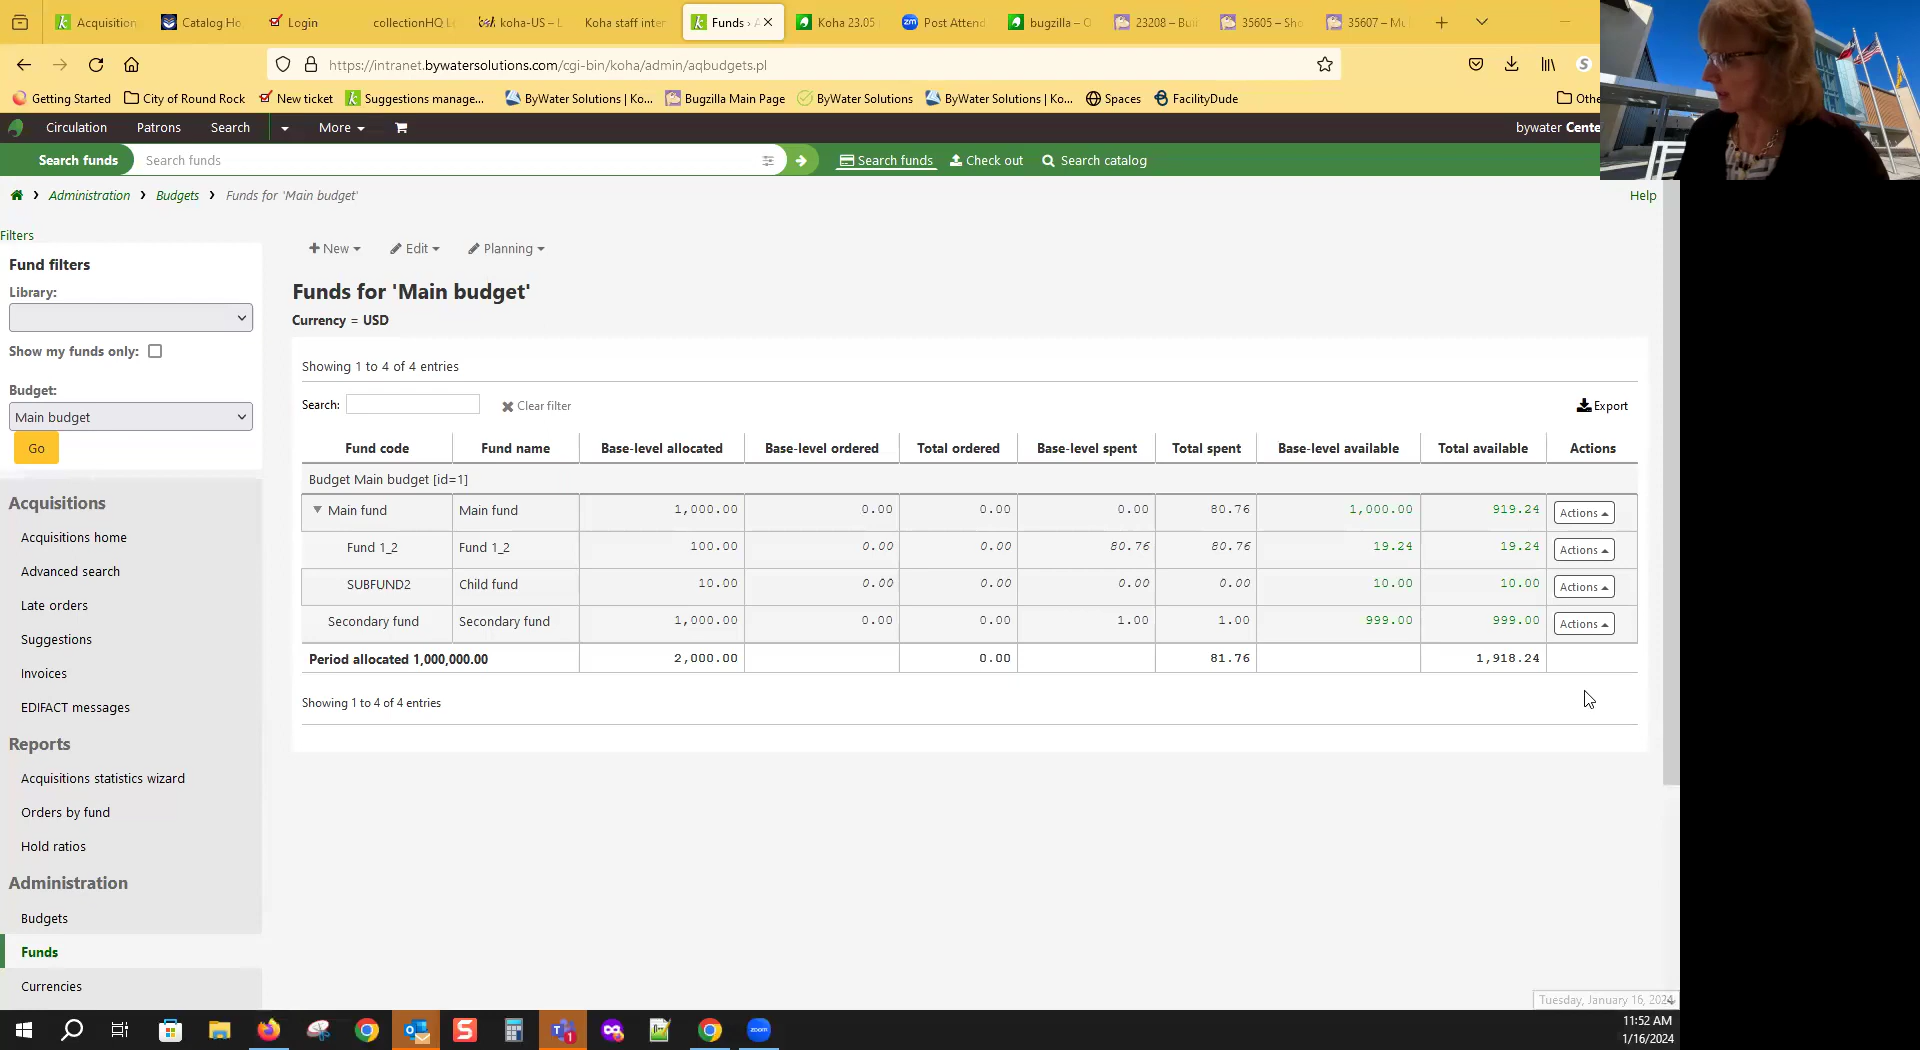 Acquisition
Catalog Ho
Login
collectionHQ Lo
koha-US – L
Koha staff inter
Funds › A
Koha 23.05
Post Attend
bugzilla – O
23208 – Bui
35605 – Sho
35607 – Mu
https://intranet.bywatersolutions.com/cgi-bin/koha/admin/aqbudgets.pl
Getting Started
City of Round Rock
New ticket
Suggestions manage...
ByWater Solutions | Ko...
Bugzilla Main Page
ByWater Solutions
ByWater Solutions | Ko...
Spaces
FacilityDude
Othe
Circulation
Patrons
Search
More
bywater Cente
Search funds
Search funds
Search funds
Check out
Search catalog
Administration
Budgets
Funds for 'Main budget'
Help
Filters
Fund filters
Library:
Show my funds only:
Budget:
Main budget
Go
Acquisitions
Acquisitions home
Advanced search
Late orders
Suggestions
Invoices
EDIFACT messages
Reports
Acquisitions statistics wizard
Orders by fund
Hold ratios
Administration
Budgets
Funds
Currencies
+ New
Edit
Planning
Funds for 'Main budget'
Currency = USD
Showing 1 to 4 of 4 entries
Search:
Clear filter
Export
Fund code Fund name Base-level allocated Base-level ordered Total ordered Base-level spent Total spent Base-level available Total available Actions
Budget Main budget [id=1]
Main fund Main fund 1,000.00 0.00 0.00 0.00 80.76 1,000.00 919.24 Actions
Fund 1_2 Fund 1_2 100.00 0.00 0.00 80.76 80.76 19.24 19.24 Actions
SUBFUND2 Child fund 10.00 0.00 0.00 0.00 0.00 10.00 10.00 Actions
Secondary fund Secondary fund 1,000.00 0.00 0.00 1.00 1.00 999.00 999.00 Actions
Period allocated 1,000,000.00 2,000.00 0.00 81.76 1,918.24
Showing 1 to 4 of 4 entries
Tuesday, January 16, 2024
11:52 AM
1/16/2024
zoom